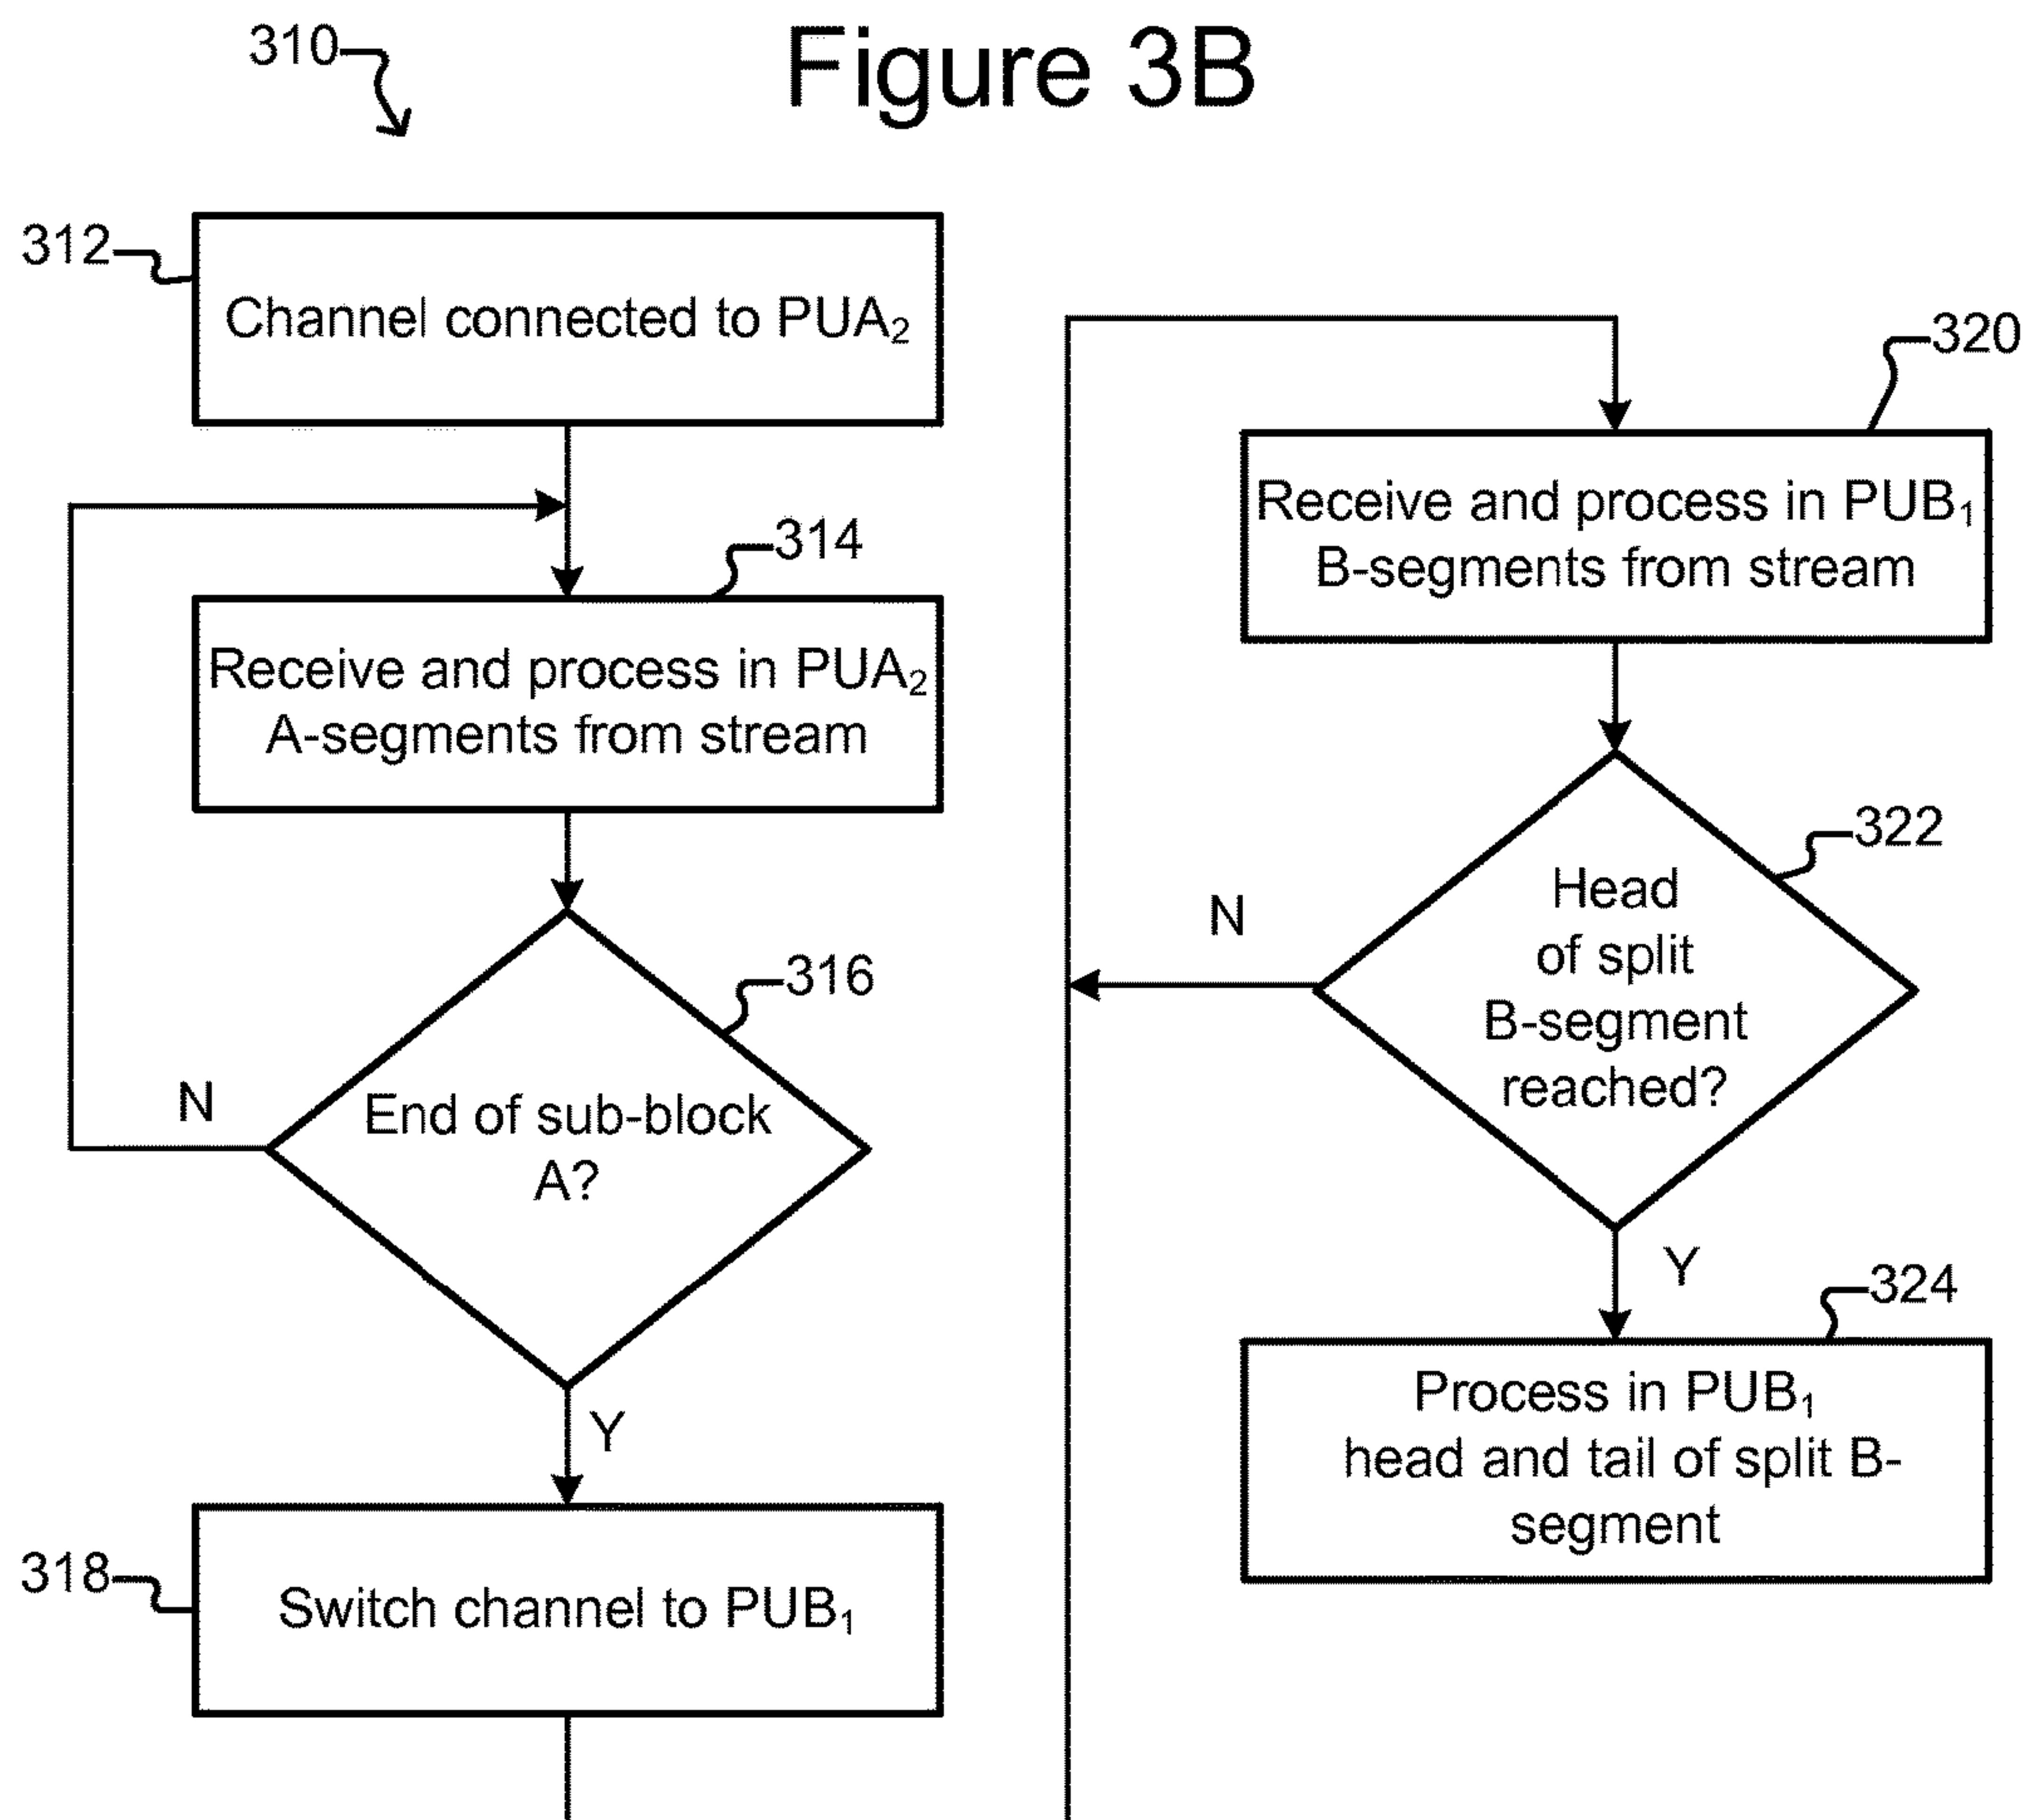 Figure 3B
310
312
Channel connected to PUA₂
314
Receive and process in PUA₂
A-segments from stream
316
End of sub-block
A?
N
Y
318
Switch channel to PUB₁
320
Receive and process in PUB₁
B-segments from stream
322
Head
of split
B-segment
reached?
N
Y
324
Process in PUB₁
head and tail of split B-
segment